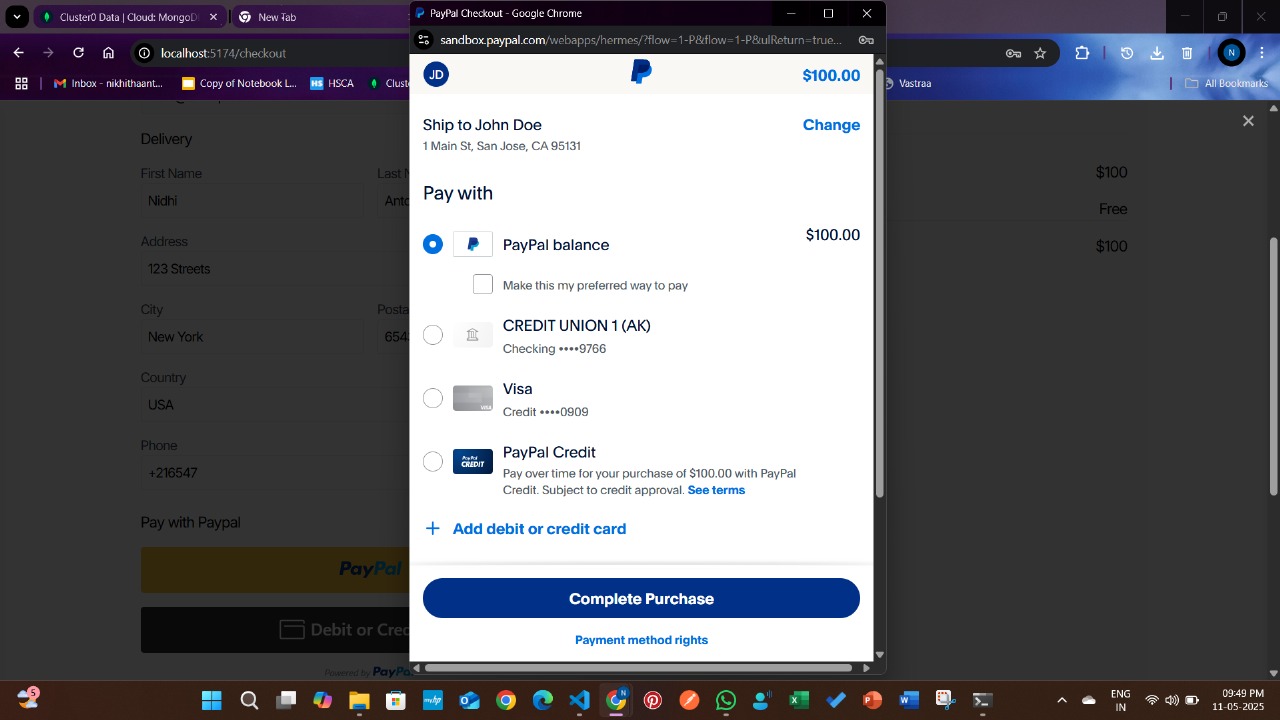 PayPal Checkout - Google Chrome
Cluster0 Data | Cloud: MongoD
New Tab
sandbox.paypal.com/webapps/hermes/?flow=1-P&flow=1-P&ulReturn=true...
localhost:5174/checkout
N
Inbox - nikhithaant...
Copy of Notebook L...
HS HSCA
Cluste
Vastraa
All Bookmarks
JD
$100.00
Ship to John Doe
Change
1 Main St, San Jose, CA 95131
Pay with
PayPal balance
$100.00
Make this my preferred way to pay
CREDIT UNION 1 (AK)
Checking ••••9766
Visa
VISA
Credit ••••0909
PayPal Credit
PayPal CREDIT
Pay over time for your purchase of $100.00 with PayPal
Credit. Subject to credit approval. See terms
Add debit or credit card
Complete Purchase
Payment method rights
Delivery
First Name
Last N
Nidhi
Anto
Address
123 Streets
City
Posta
New York
654
Country
USA
Phone
+216547
Pay with Paypal
PayPal
Debit or Cred
Powered by PayPal
$100
Free
$100
5
ENG
IN
09:49 PM
11-05-2025